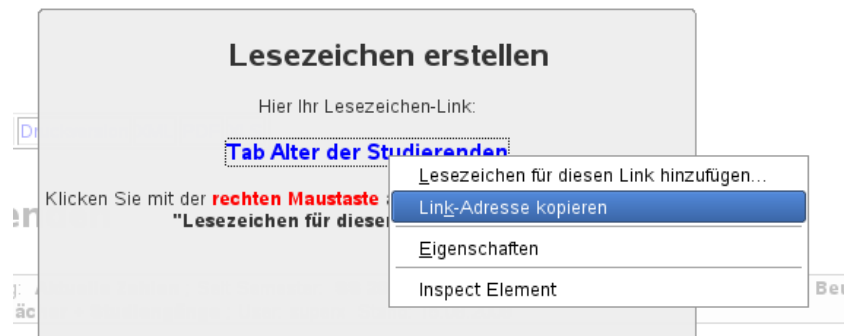 Lesezeichen erstellen
Hier Ihr Lesezeichen-Link:
Tab Alter der Studierenden
Lesezeichen für diesen Link hinzufügen...
Klicken Sie mit der rechten Maustaste
Link-Adresse kopieren
"Lesezeichen für
Eigenschaften
Inspect Element